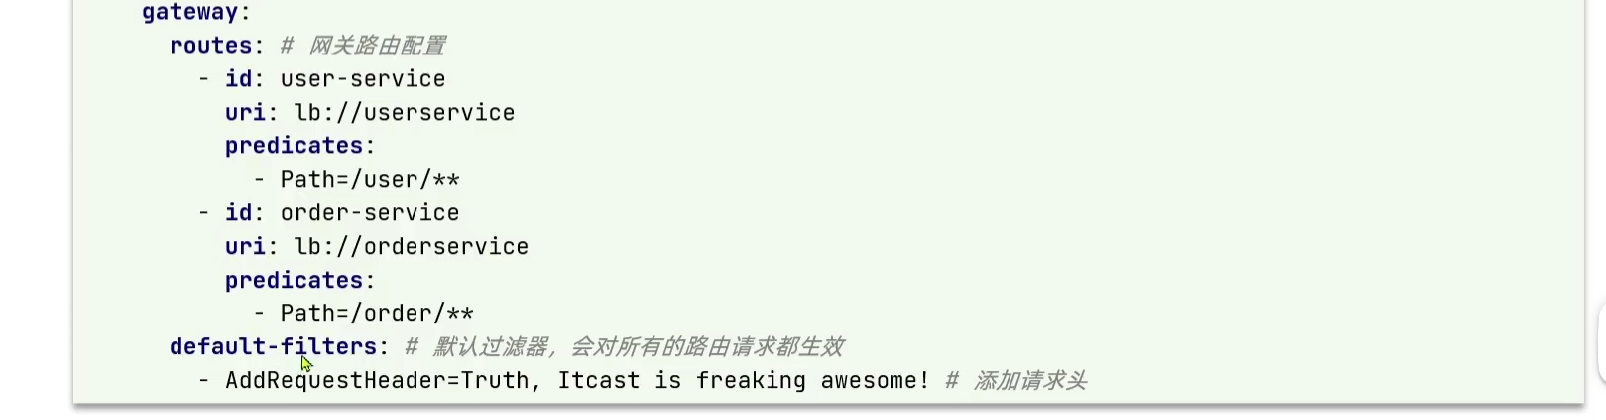 gateway:
routes: # 网关路由配置
- id: user-service
uri: lb://userservice
predicates:
- Path=/user/**
- id: order-service
uri: lb://orderservice
predicates:
- Path=/order/**
default-filters: # 默认过滤器，会对所有的路由请求都生效
- AddRequestHeader=Truth, Itcast is freaking awesome! # 添加请求头